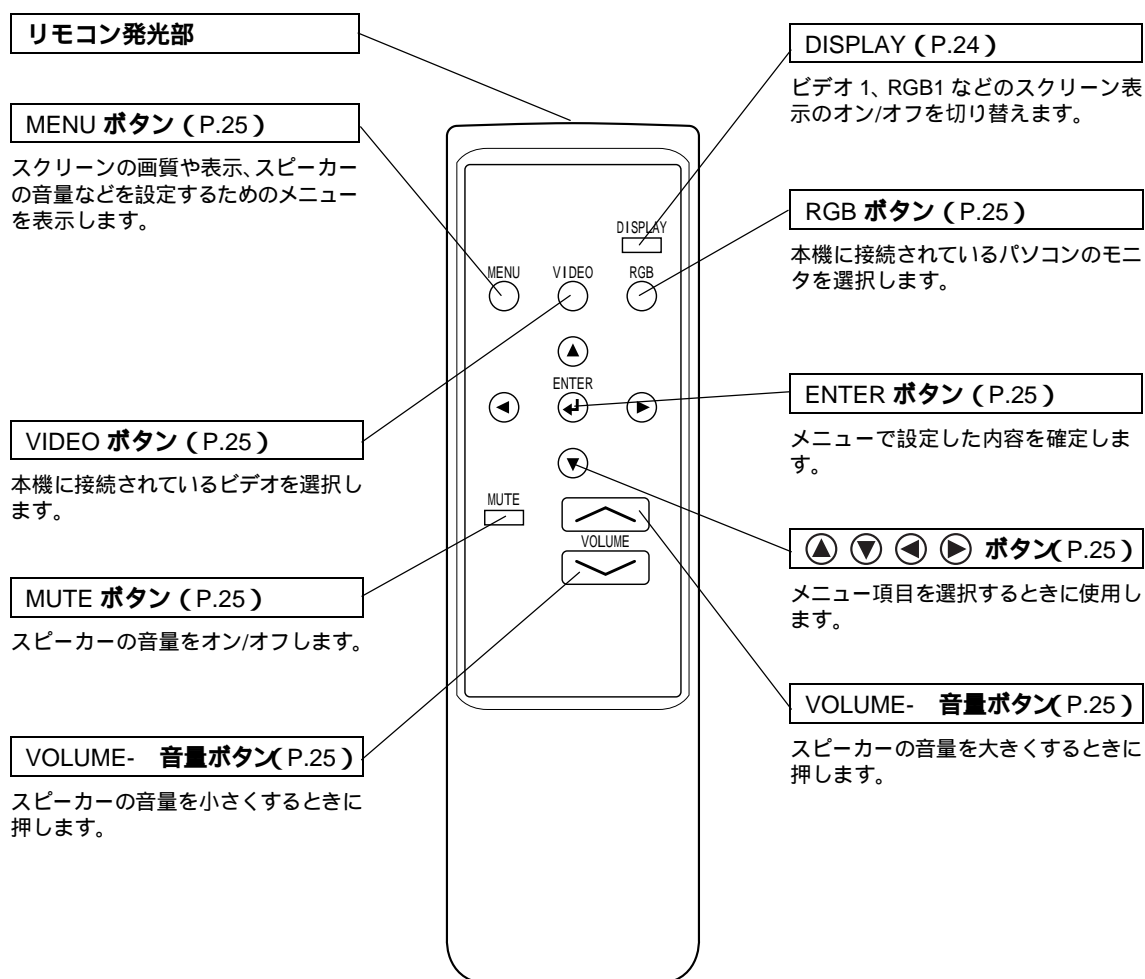 リモコン発光部
MENU ボタン（P.25）
スクリーンの画質や表示、スピーカー
の音量などを設定するためのメニュー
を表示します。
VIDEO ボタン（P.25）
本機に接続されているビデオを選択し
ます。
MUTE ボタン（P.25）
スピーカーの音量をオン/オフします。
VOLUME- 音量ボタン(P.25）
スピーカーの音量を小さくするときに
押します。
DISPLAY
MENU VIDEO RGB
ENTER
MUTE
VOLUME
DISPLAY（P.24）
ビデオ 1、RGB1 などのスクリーン表
示のオン/オフを切り替えます。
RGB ボタン（P.25）
本機に接続されているパソコンのモニ
タを選択します。
ENTER ボタン（P.25）
メニューで設定した内容を確定しま
す。
▲ ▼ ◀ ▶ ボタン(P.25）
メニュー項目を選択するときに使用し
ます。
VOLUME- 音量ボタン(P.25）
スピーカーの音量を大きくするときに
押します。